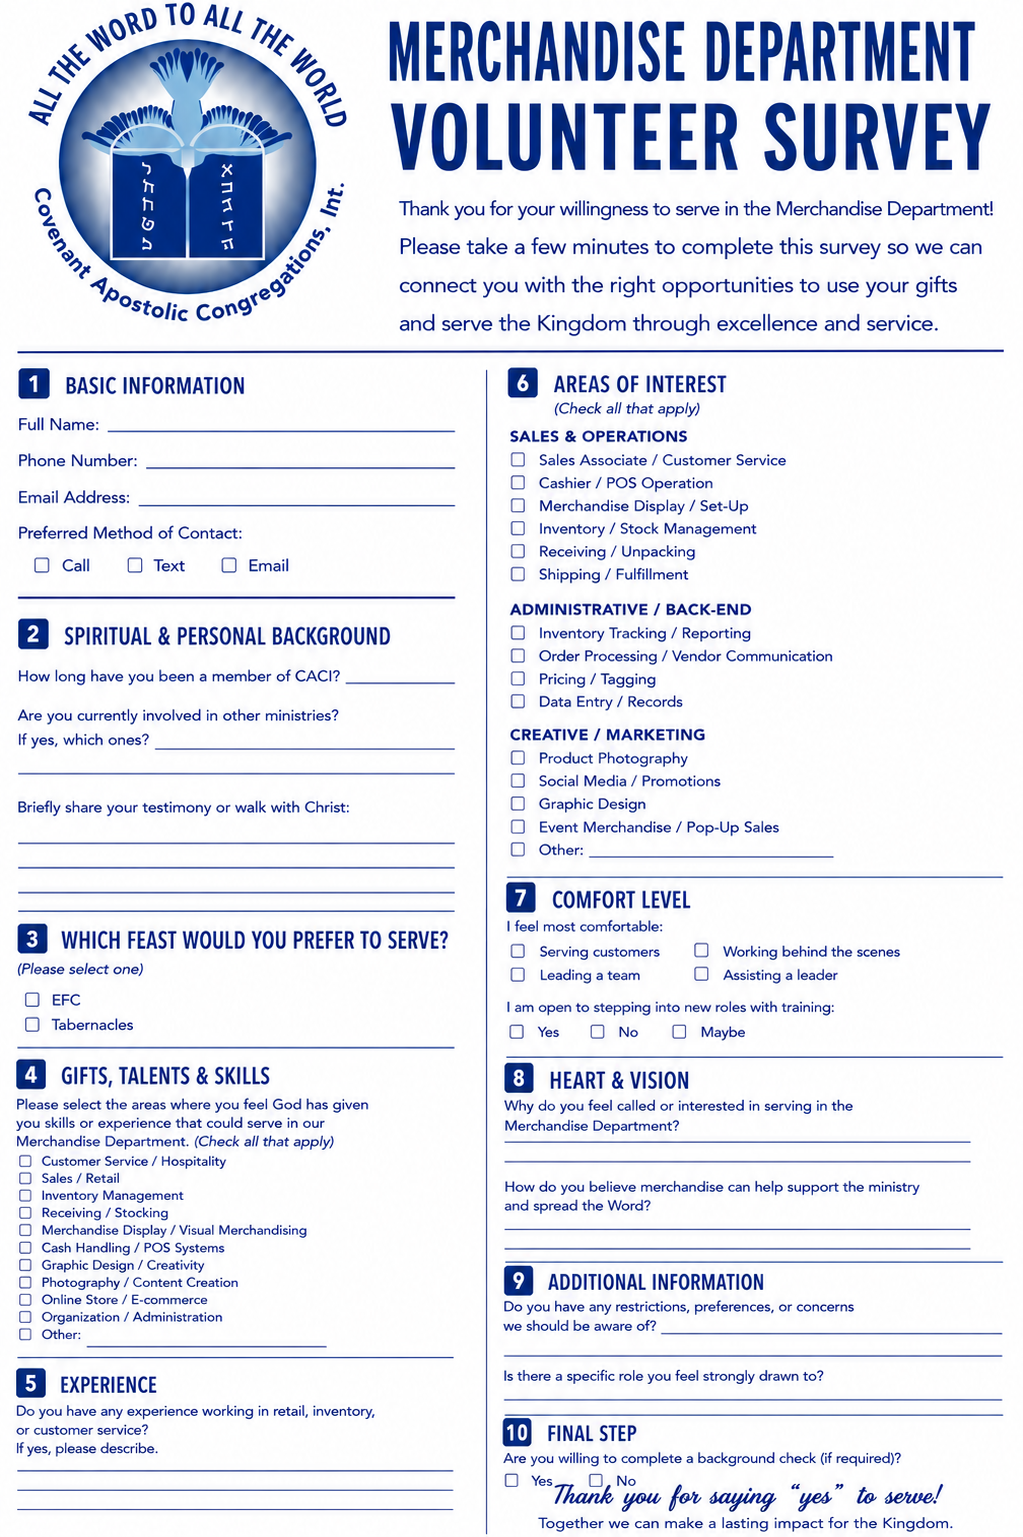 ALL THE WORD TO ALL THE WORLD
Covenant Apostolic Congregations, Int.
MERCHANDISE DEPARTMENT
VOLUNTEER SURVEY
Thank you for your willingness to serve in the Merchandise Department!
Please take a few minutes to complete this survey so we can
connect you with the right opportunities to use your gifts
and serve the Kingdom through excellence and service.
1 BASIC INFORMATION
Full Name:
Phone Number:
Email Address:
Preferred Method of Contact:
Call Text Email
2 SPIRITUAL & PERSONAL BACKGROUND
How long have you been a member of CACI?
Are you currently involved in other ministries?
If yes, which ones?
Briefly share your testimony or walk with Christ:
3 WHICH FEAST WOULD YOU PREFER TO SERVE?
(Please select one)
EFC
Tabernacles
4 GIFTS, TALENTS & SKILLS
Please select the areas where you feel God has given
you skills or experience that could serve in our
Merchandise Department. (Check all that apply)
Customer Service / Hospitality
Sales / Retail
Inventory Management
Receiving / Stocking
Merchandise Display / Visual Merchandising
Cash Handling / POS Systems
Graphic Design / Creativity
Photography / Content Creation
Online Store / E-commerce
Organization / Administration
Other:
5 EXPERIENCE
Do you have any experience working in retail, inventory,
or customer service?
If yes, please describe.
6 AREAS OF INTEREST
(Check all that apply)
SALES & OPERATIONS
Sales Associate / Customer Service
Cashier / POS Operation
Merchandise Display / Set-Up
Inventory / Stock Management
Receiving / Unpacking
Shipping / Fulfillment
ADMINISTRATIVE / BACK-END
Inventory Tracking / Reporting
Order Processing / Vendor Communication
Pricing / Tagging
Data Entry / Records
CREATIVE / MARKETING
Product Photography
Social Media / Promotions
Graphic Design
Event Merchandise / Pop-Up Sales
Other:
7 COMFORT LEVEL
I feel most comfortable:
Serving customers Working behind the scenes
Leading a team Assisting a leader
I am open to stepping into new roles with training:
Yes No Maybe
8 HEART & VISION
Why do you feel called or interested in serving in the
Merchandise Department?
How do you believe merchandise can help support the ministry
and spread the Word?
9 ADDITIONAL INFORMATION
Do you have any restrictions, preferences, or concerns
we should be aware of?
Is there a specific role you feel strongly drawn to?
10 FINAL STEP
Are you willing to complete a background check (if required)?
Yes No
Thank you for saying “yes” to serve!
Together we can make a lasting impact for the Kingdom.